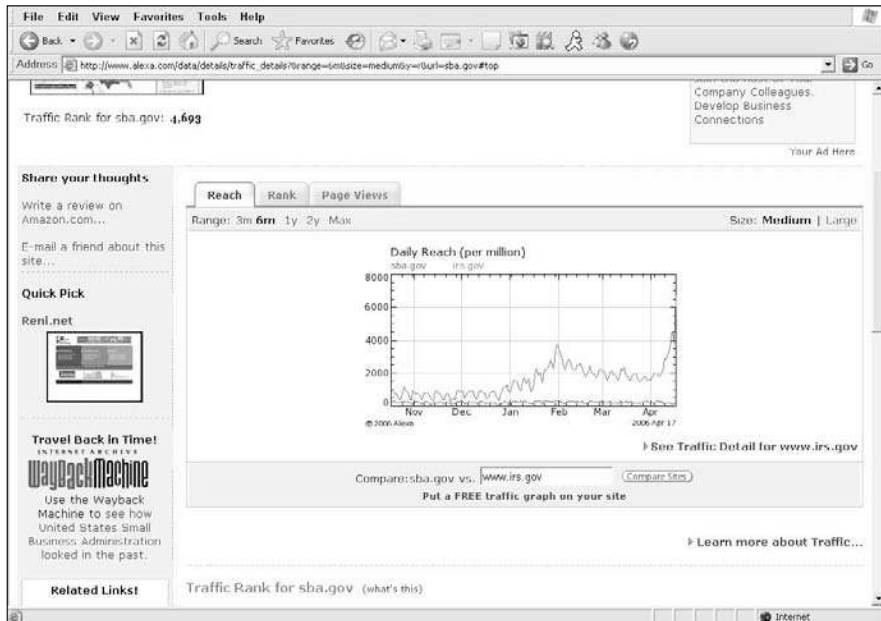 File Edit View Favorites Tools Help
Back Search Favorites
Address http://www.alexa.com/data/details/traffic_details?range=6m&size=medium&y=r&url=sba.gov#top Go
Company Colleagues.
Develop Business
Connections
Traffic Rank for sba.gov: 4,693
Your Ad Here
Share your thoughts
Write a review on
Amazon.com...
E-mail a friend about this
site...
Quick Pick
Renl.net
Travel Back in Time!
INTERNET ARCHIVE
WayBackMachine
Use the Wayback
Machine to see how
United States Small
Business Administration
looked in the past.
Related Links!
Reach Rank Page Views
Range: 3m 6m 1y 2y Max Size: Medium | Large
Daily Reach (per million)
sba.gov irs.gov
8000
6000
4000
2000
0
Nov Dec Jan Feb Mar Apr
© 2006 Alexa 2006 Apr 17
See Traffic Detail for www.irs.gov
Compare: sba.gov vs. www.irs.gov Compare Sites
Put a FREE traffic graph on your site
Learn more about Traffic...
Traffic Rank for sba.gov (what's this)
Internet